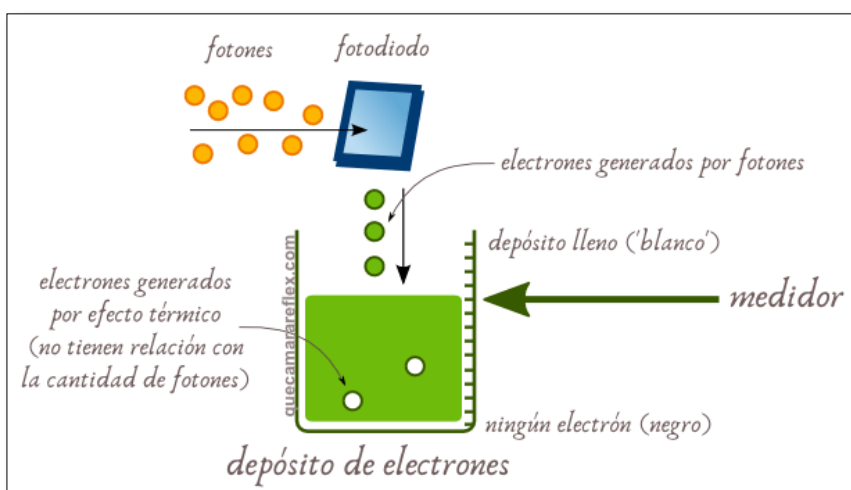 fotones
fotodiodo
electrones generados por fotones
depósito lleno ('blanco')
electrones generados
por efecto térmico
(no tienen relación con
la cantidad de fotones)
quecamarareflex.com
medidor
ningún electrón (negro)
depósito de electrones